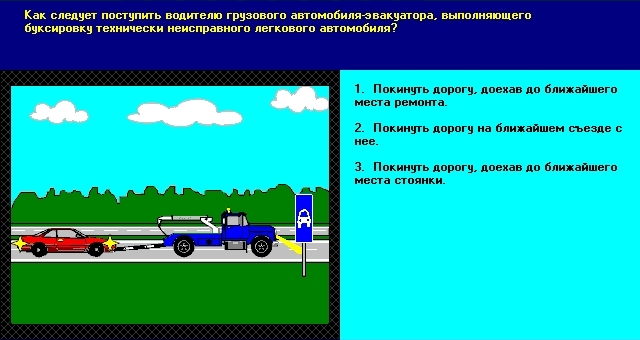 Как следует поступить водителю грузового автомобиля-эвакуатора, выполняющего
буксировку технически неисправного легкового автомобиля?
1. Покинуть дорогу, доехав до ближайшего
места ремонта.
2. Покинуть дорогу на ближайшем съезде с
нее.
3. Покинуть дорогу, доехав до ближайшего
места стоянки.